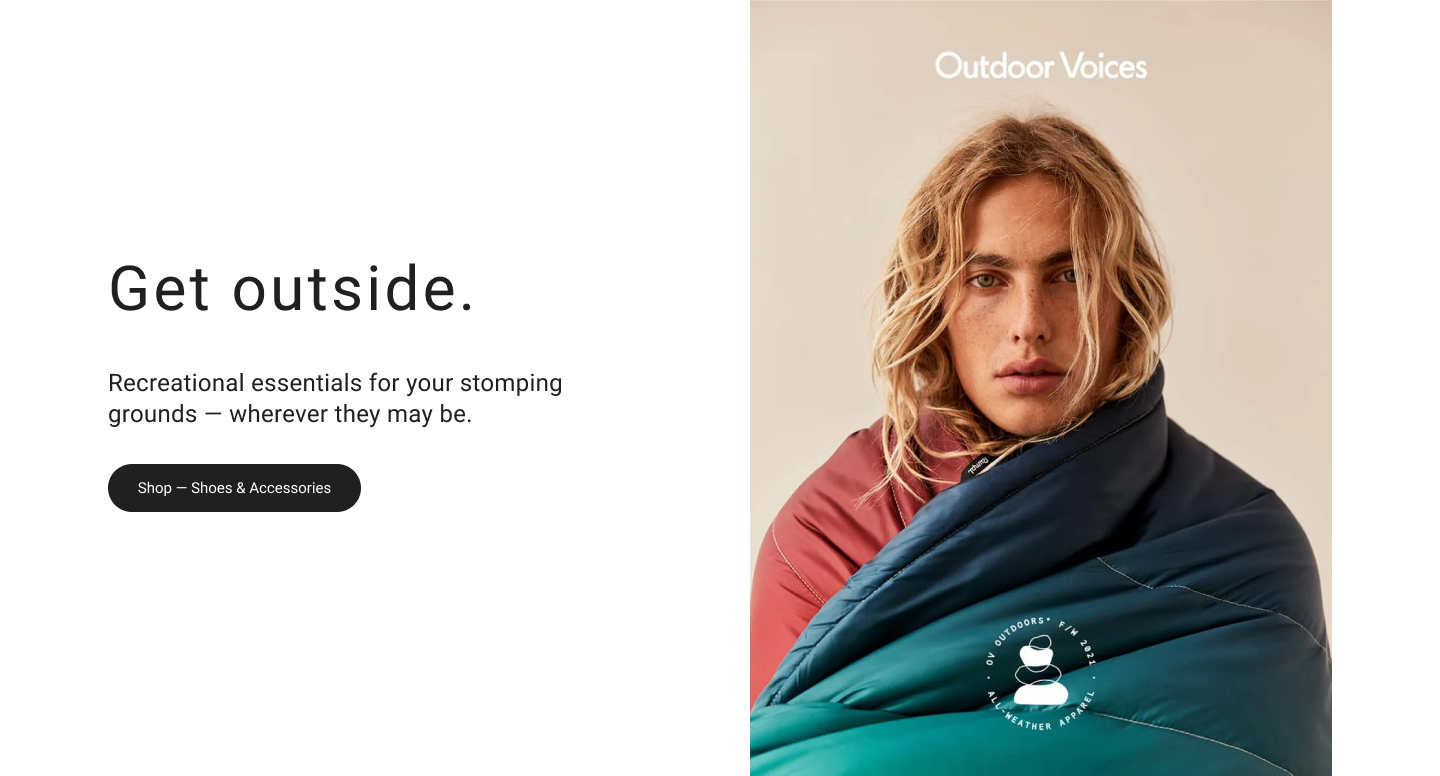 Get outside.
Recreational essentials for your stomping
grounds — wherever they may be.
Shop — Shoes & Accessories
Outdoor Voices
Rumpl
· OV OUTDOORS® F/W 2021 ·
ALL-WEATHER APPAREL